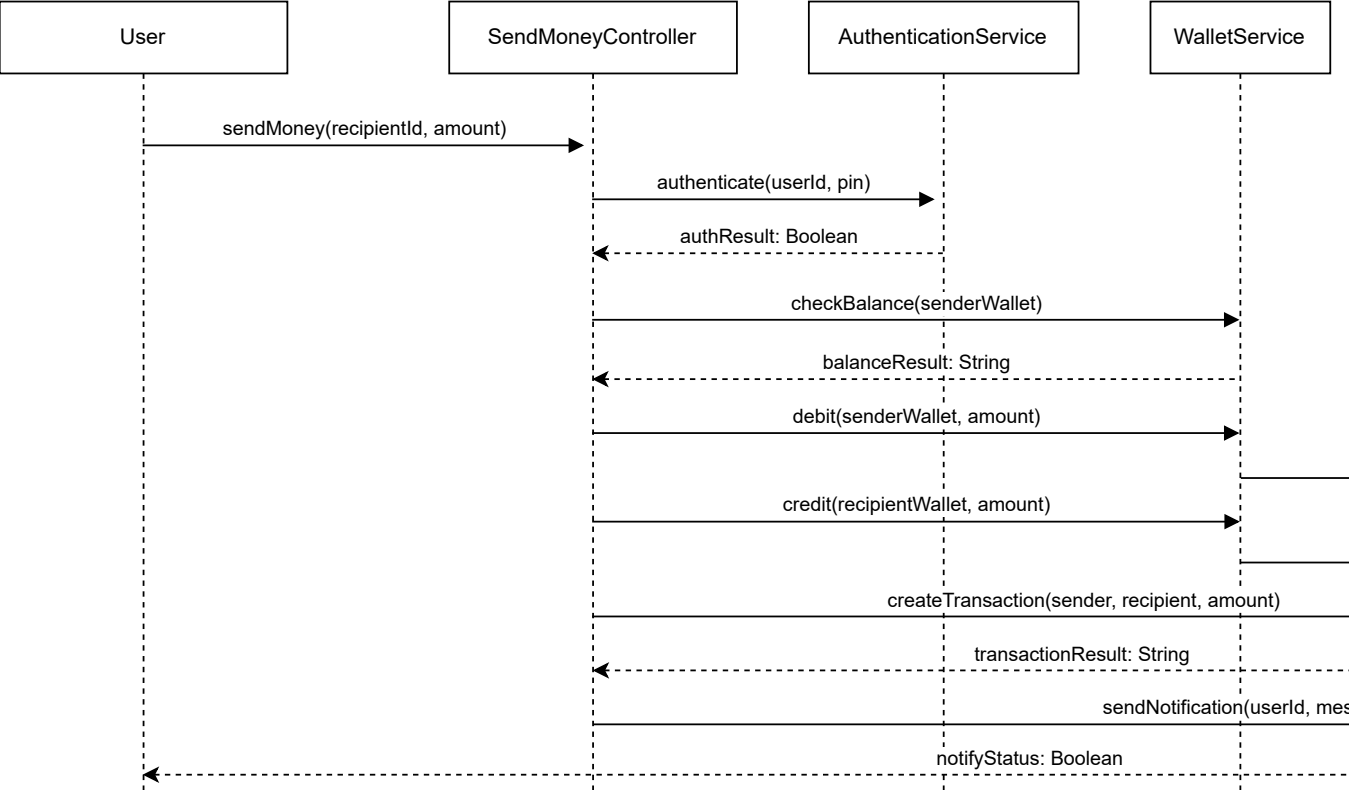 User
SendMoneyController
AuthenticationService
WalletService
sendMoney(recipientId, amount)
authenticate(userId, pin)
authResult: Boolean
checkBalance(senderWallet)
balanceResult: String
debit(senderWallet, amount)
credit(recipientWallet, amount)
createTransaction(sender, recipient, amount)
transactionResult: String
sendNotification(userId, mes
notifyStatus: Boolean